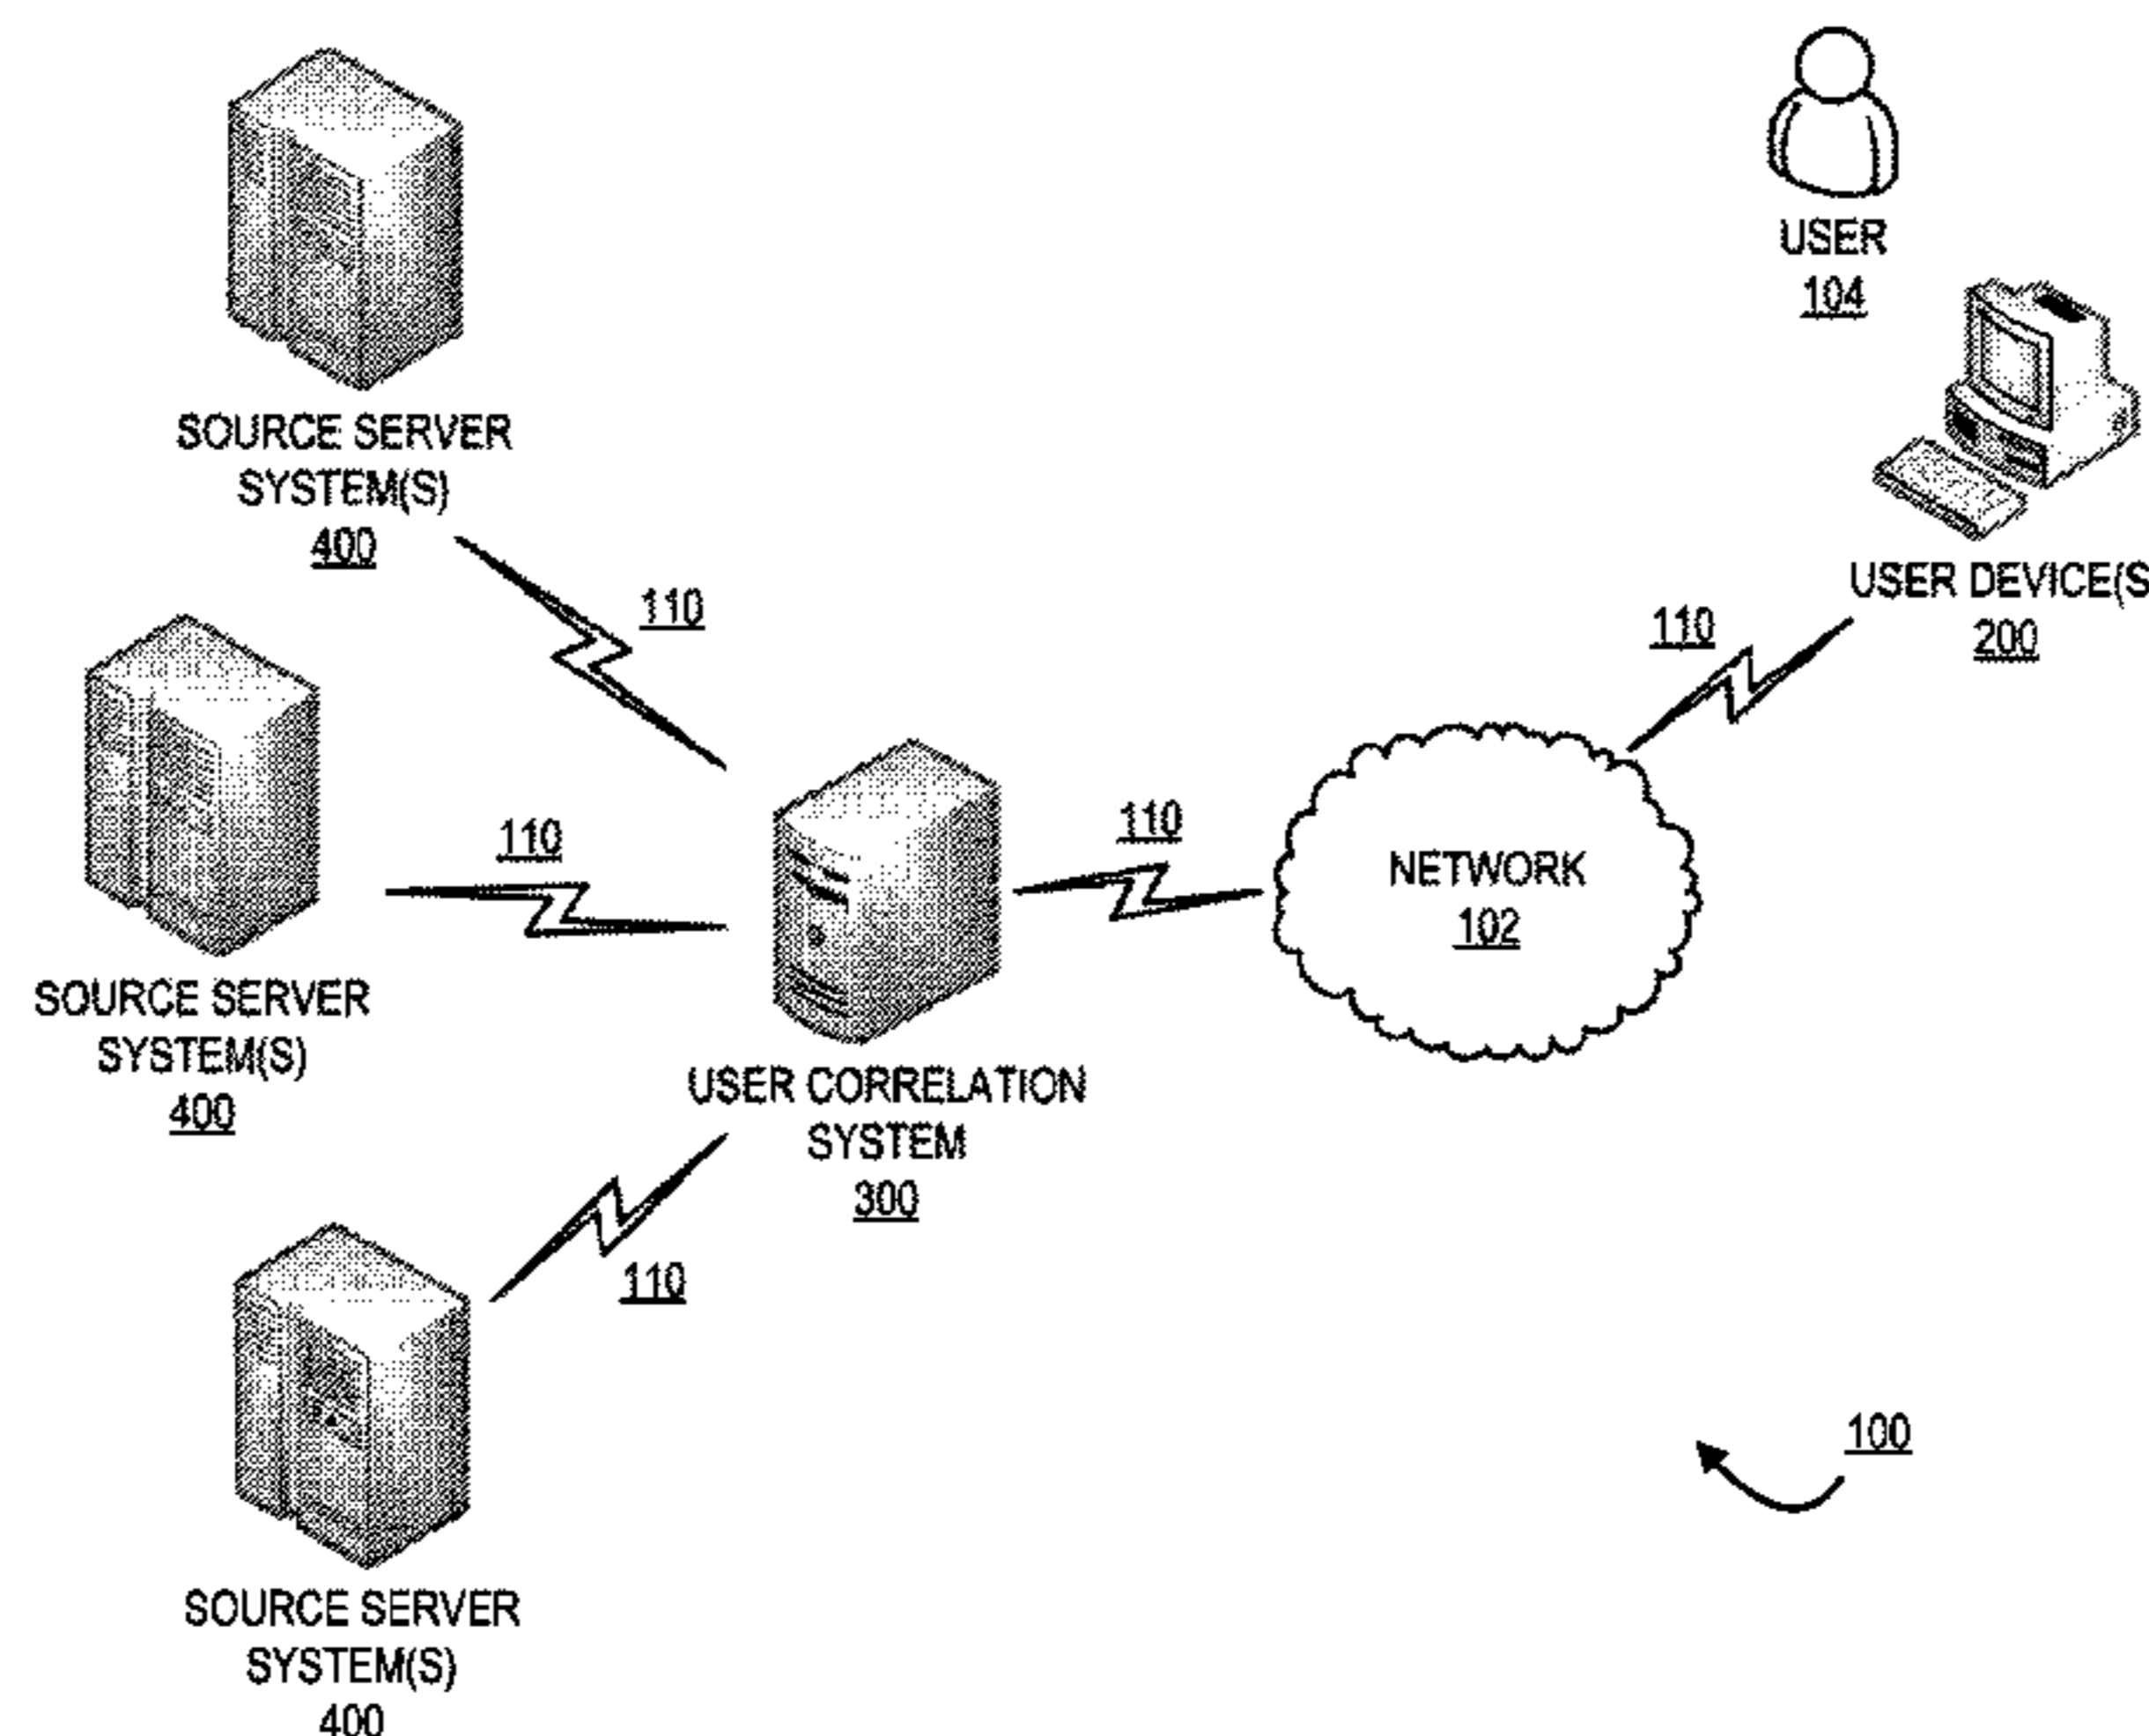 USER
104
SOURCE SERVER
SYSTEM(S)
400
110
USER DEVICE(S
200
110
110
110
NETWORK
102
SOURCE SERVER
SYSTEM(S)
400
USER CORRELATION
SYSTEM
300
110
100
SOURCE SERVER
SYSTEM(S)
400